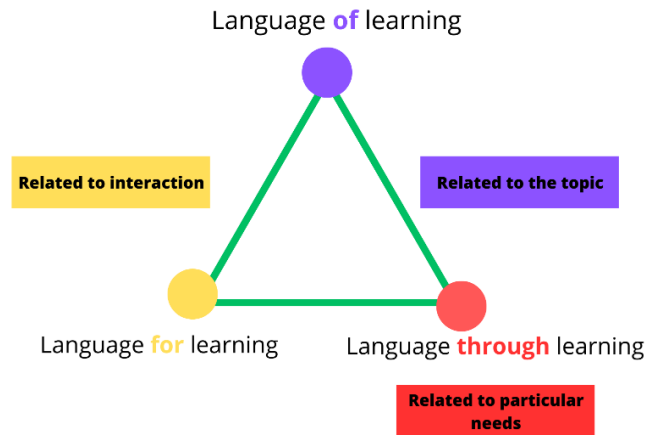 Language of learning
Related to interaction
Related to the topic
Language for learning
Language through learning
Related to particular
needs